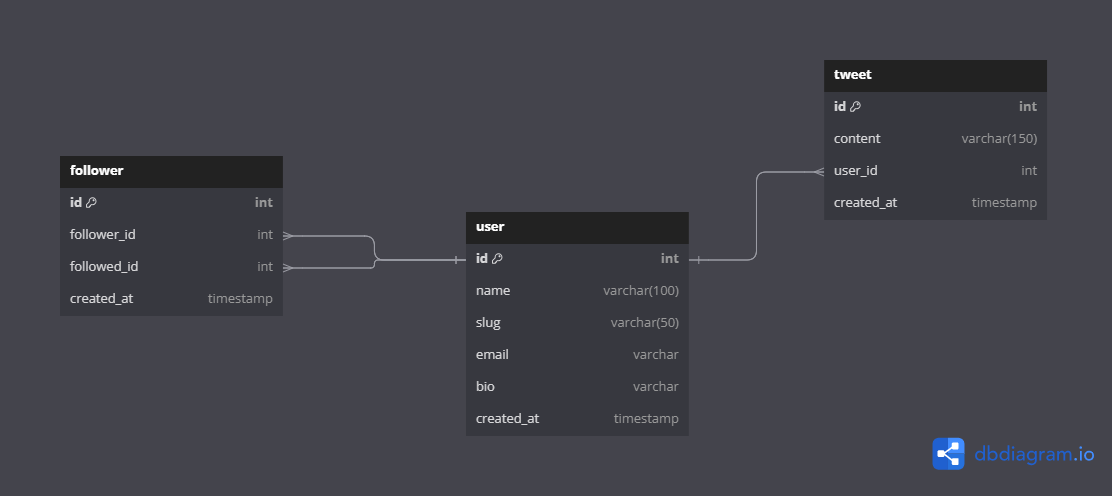 follower
id int
follower_id int
followed_id int
created_at timestamp
user
id int
name varchar(100)
slug varchar(50)
email varchar
bio varchar
created_at timestamp
tweet
id int
content varchar(150)
user_id int
created_at timestamp
dbdiagram.io